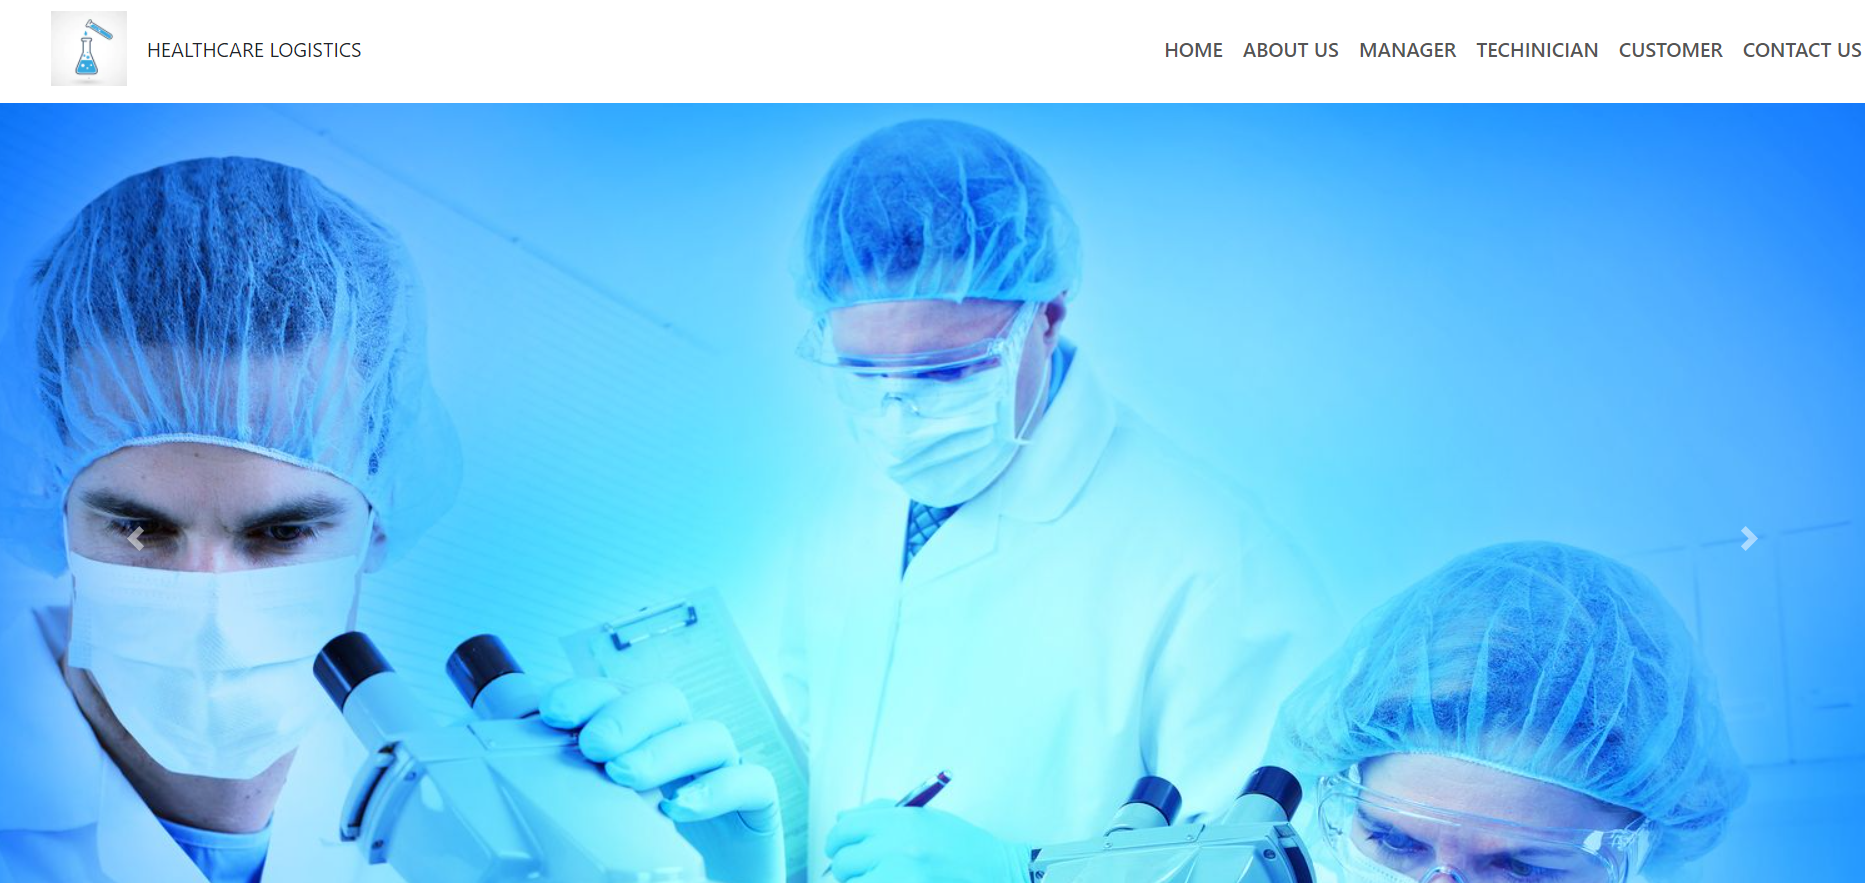 HEALTHCARE LOGISTICS
HOME ABOUT US MANAGER TECHINICIAN CUSTOMER CONTACT US